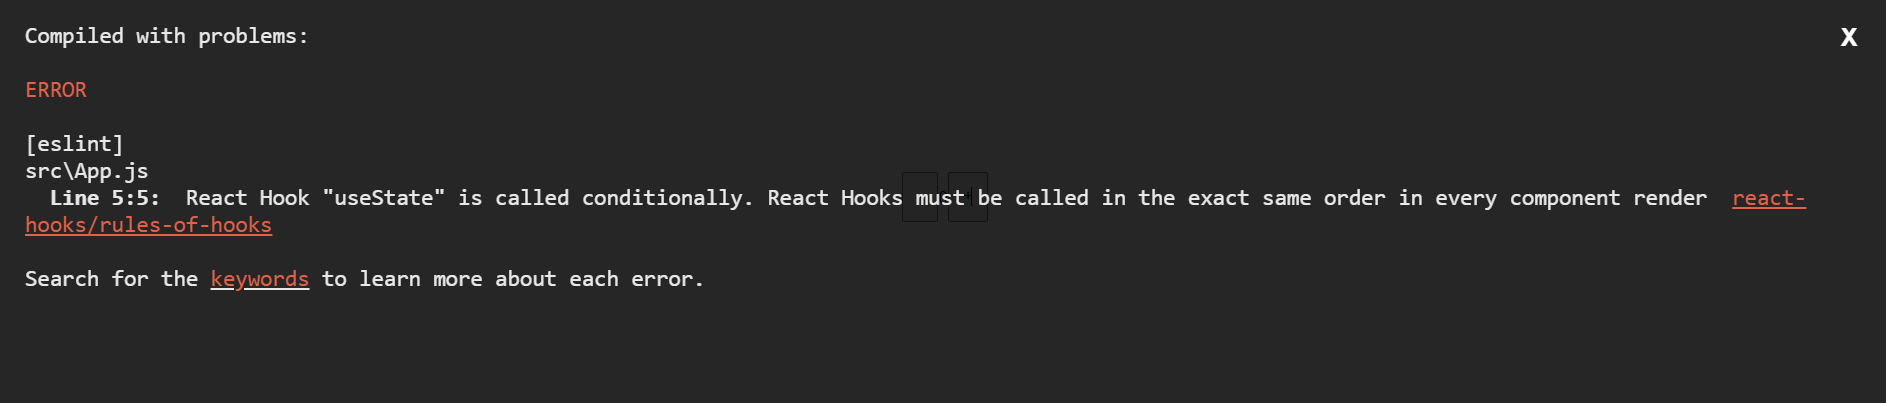 Compiled with problems:
X
ERROR
[eslint]
src\App.js
Line 5:5:  React Hook "useState" is called conditionally. React Hooks must be called in the exact same order in every component render  react-
hooks/rules-of-hooks
Search for the keywords to learn more about each error.